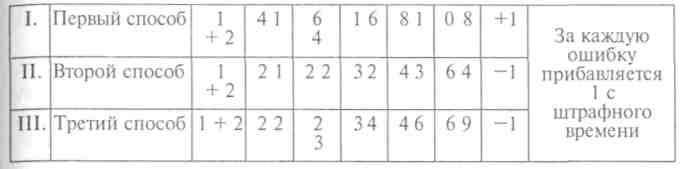 I. Первый способ 1 + 2 4 1 6 4 1 6 8 1 0 8 +1
II. Второй способ 1 + 2 2 1 2 2 3 2 4 3 6 4 −1
III. Третий способ 1 + 2 2 2 2 3 3 4 4 6 6 9 −1
За каждую
ошибку
прибавляется
1 с
штрафного
времени